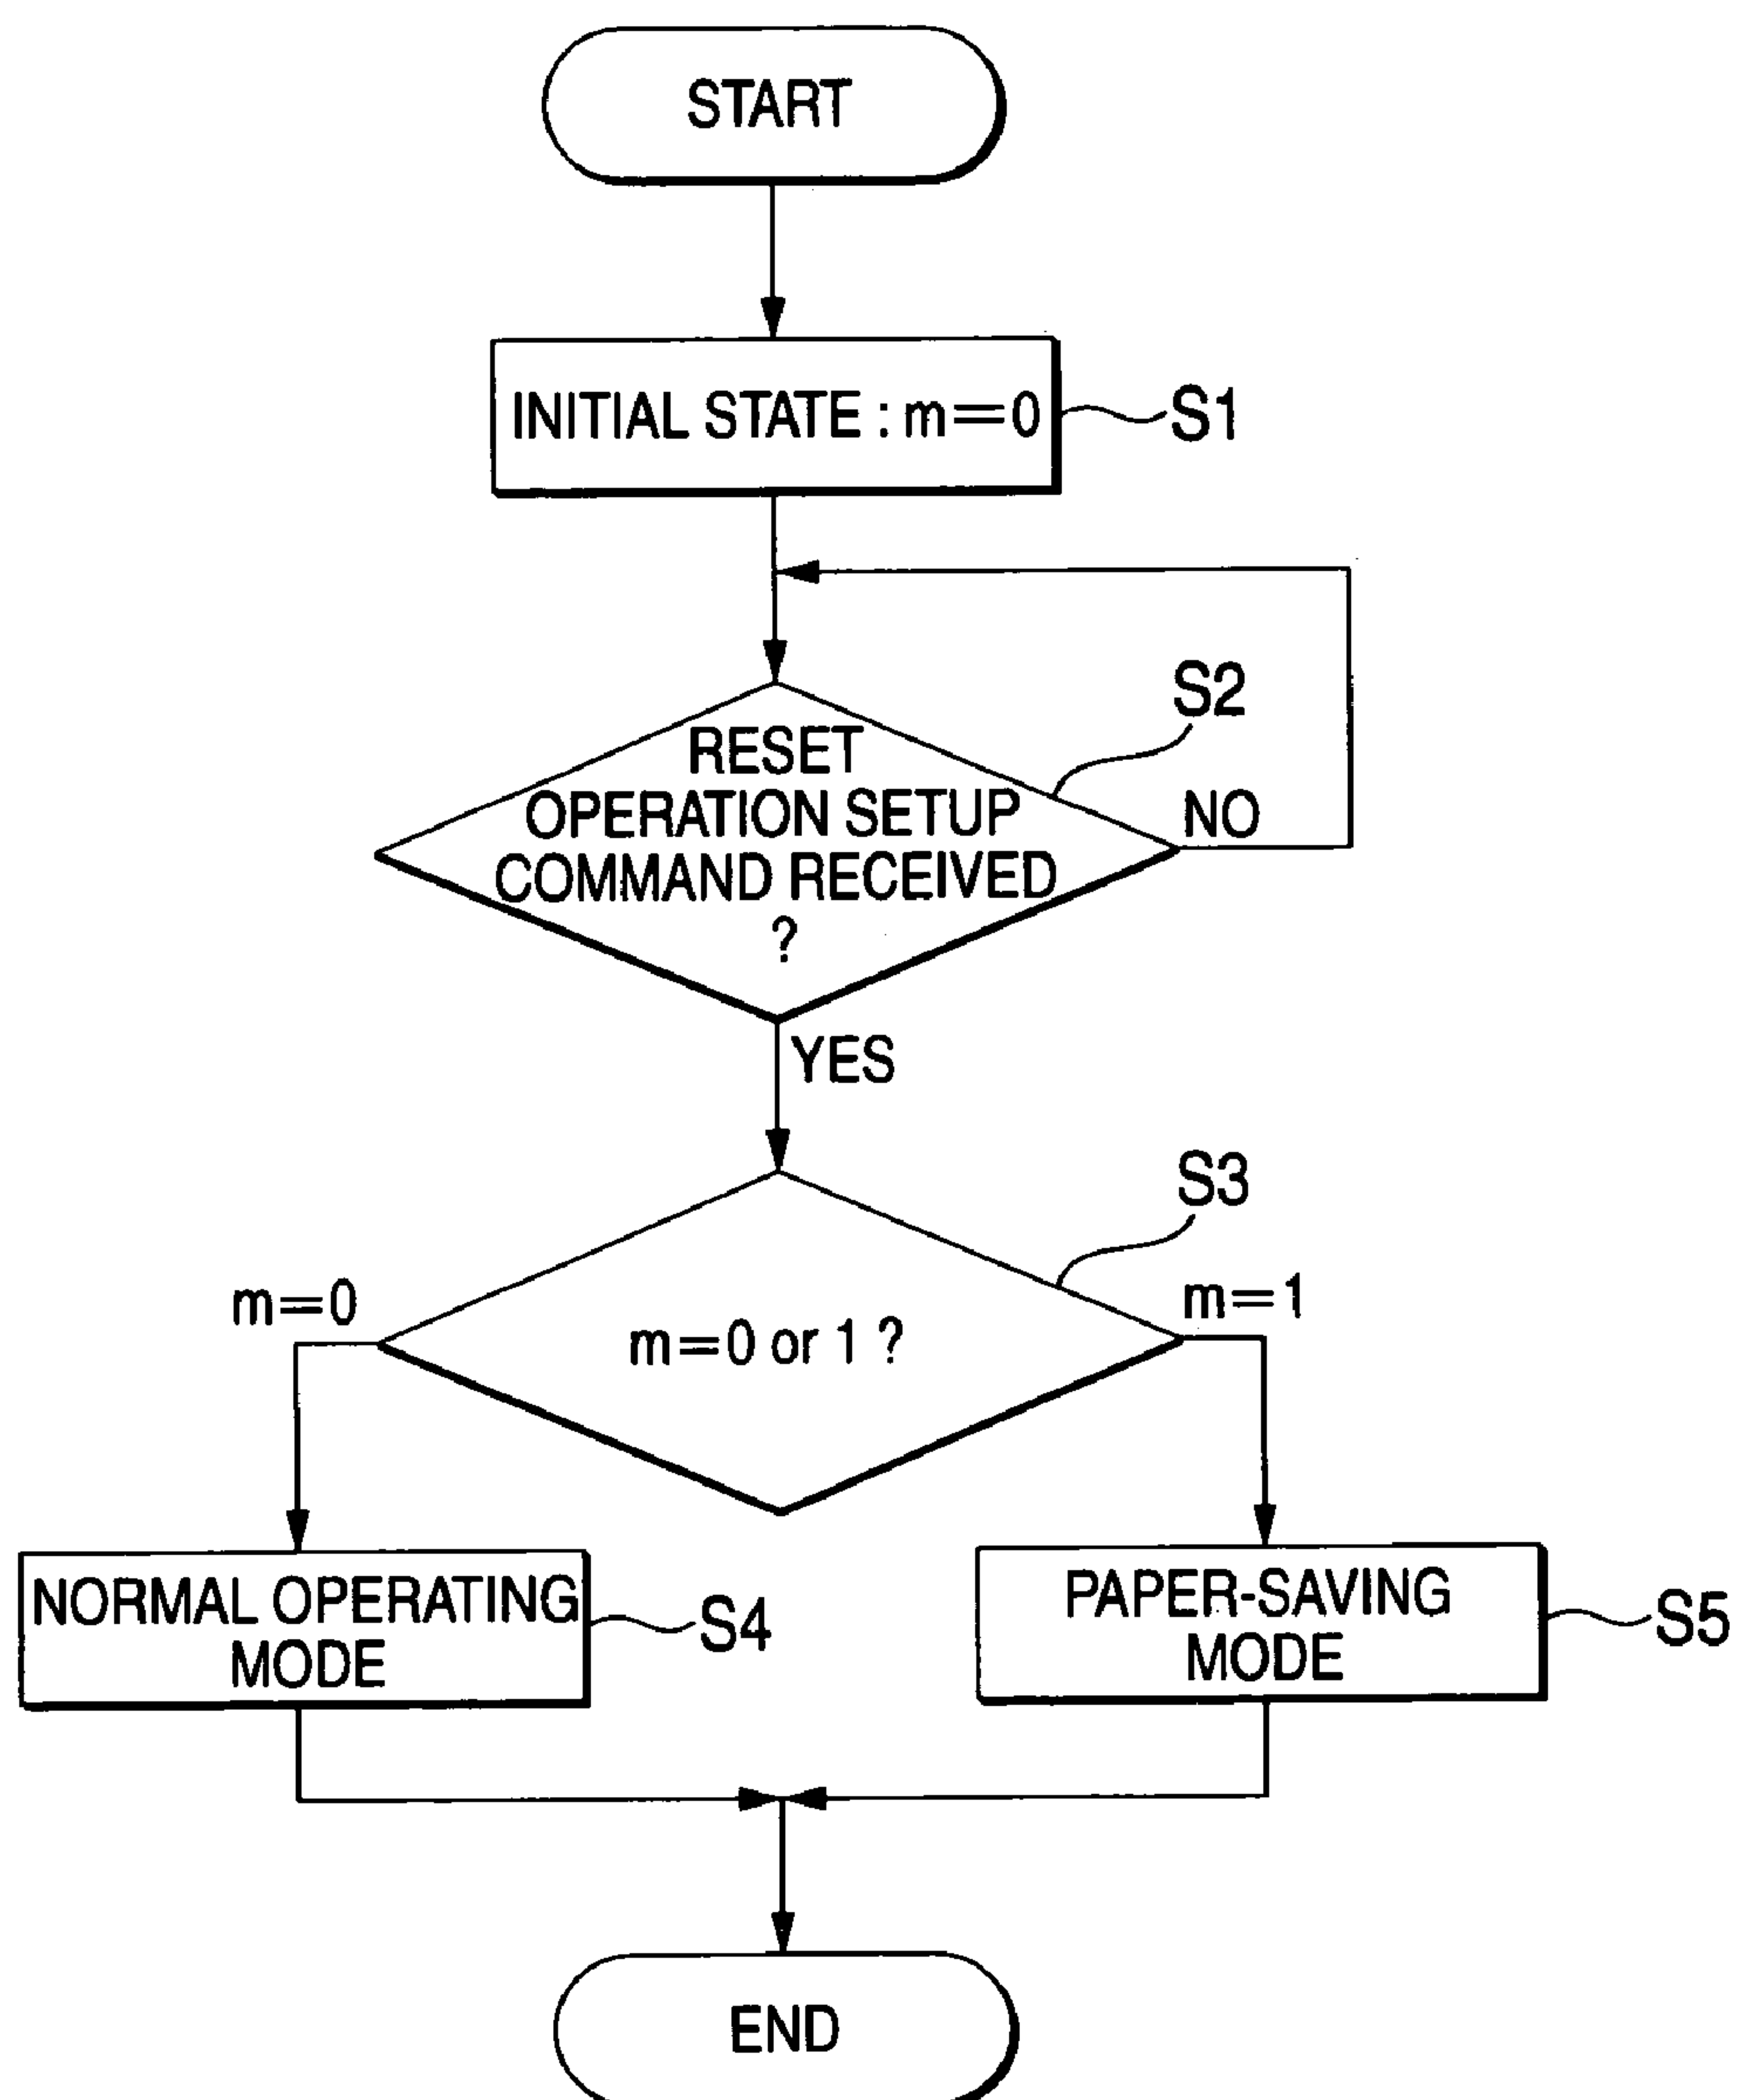 START
INITIAL STATE : m=0
S1
S2
RESET
OPERATION SETUP
COMMAND RECEIVED
?
NO
YES
S3
m=0
m=0 or 1 ?
m=1
NORMAL OPERATING
MODE
S4
PAPER-SAVING
MODE
S5
END